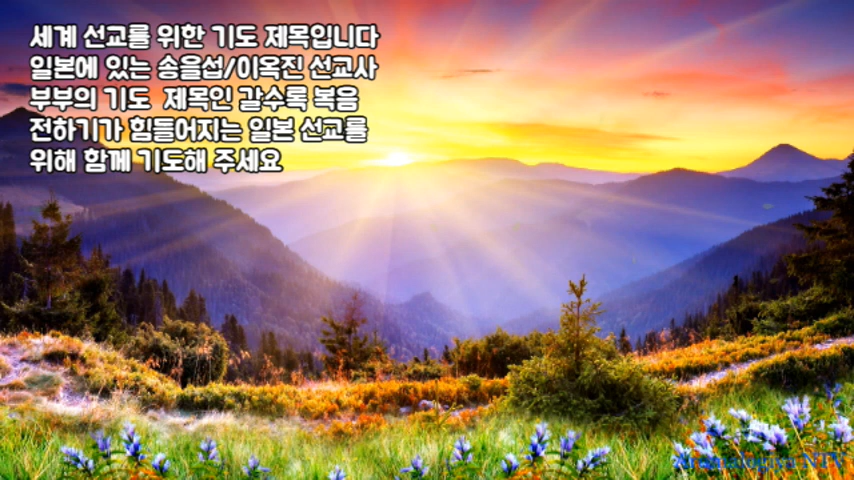 세계 선교를 위한 기도 제목입니다
일본에 있는 송을섭/이옥진 선교사
부부의 기도 제목인 갈수록 복음
전하기가 힘들어지는 일본 선교를
위해 함께 기도해 주세요
NTV